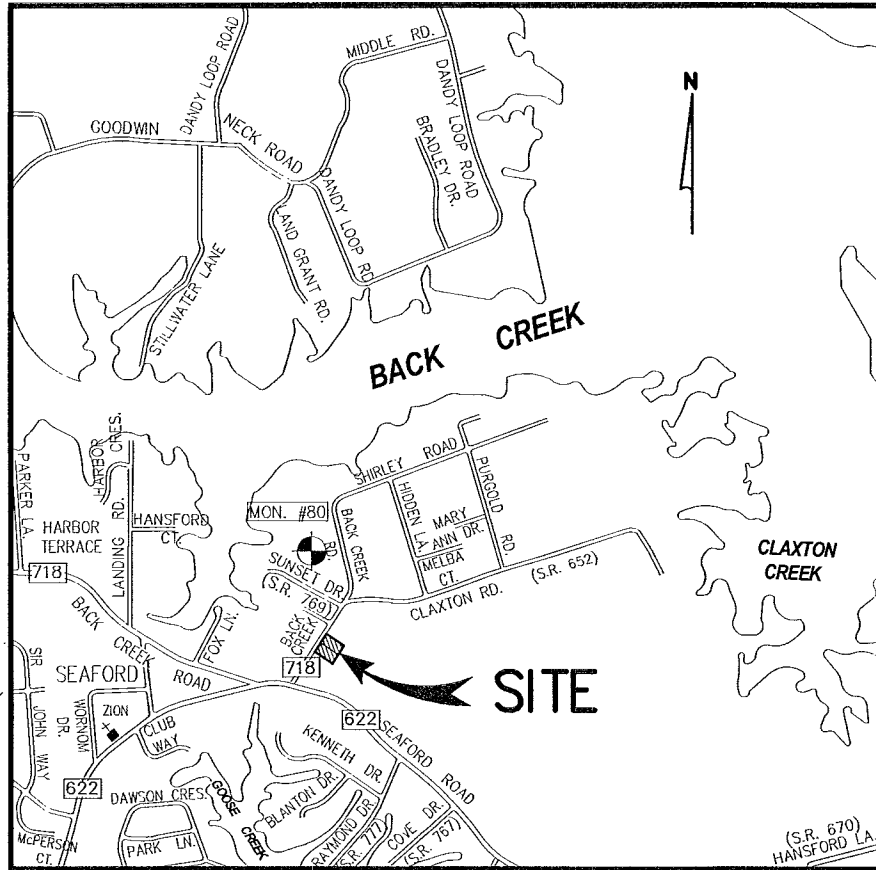 MIDDLE RD.
DANDY LOOP ROAD
DANDY LOOP ROAD
GOODWIN
NECK ROAD
BRADLEY DR.
N
DANDY LOOP RD
LAND GRANT RD.
STILLWATER LANE
BACK CREEK
HARBOR CRES.
PARKER LA.
HARBOR
TERRACE
LANDING RD.
HANSFORD
CT.
MON. #80
SHIRLEY ROAD
BACK CREEK
RD.
HIDDEN LA.
PURGOLD
RD.
MARY
ANN DR.
MELBA
CT.
CLAXTON RD.
(S.R. 652)
CLAXTON
CREEK
718
SUNSET DR.
(S.R. 769)
BACK
CREEK
718
SITE
BACK
CREEK
ROAD
FOX LN.
SEAFORD
SIR JOHN WAY
WORNOM
DR.
ZION
CLUB
WAY
622
SEAFORD
ROAD
622
KENNETH DR.
BLANTON DR.
GOOSE CREEK
DAWSON CRES.
PARK LN.
McPERSON
CT.
RAYMOND DR
(S.R. 777)
COVE DR.
(S.R. 767)
(S.R. 670)
HANSFORD LA.